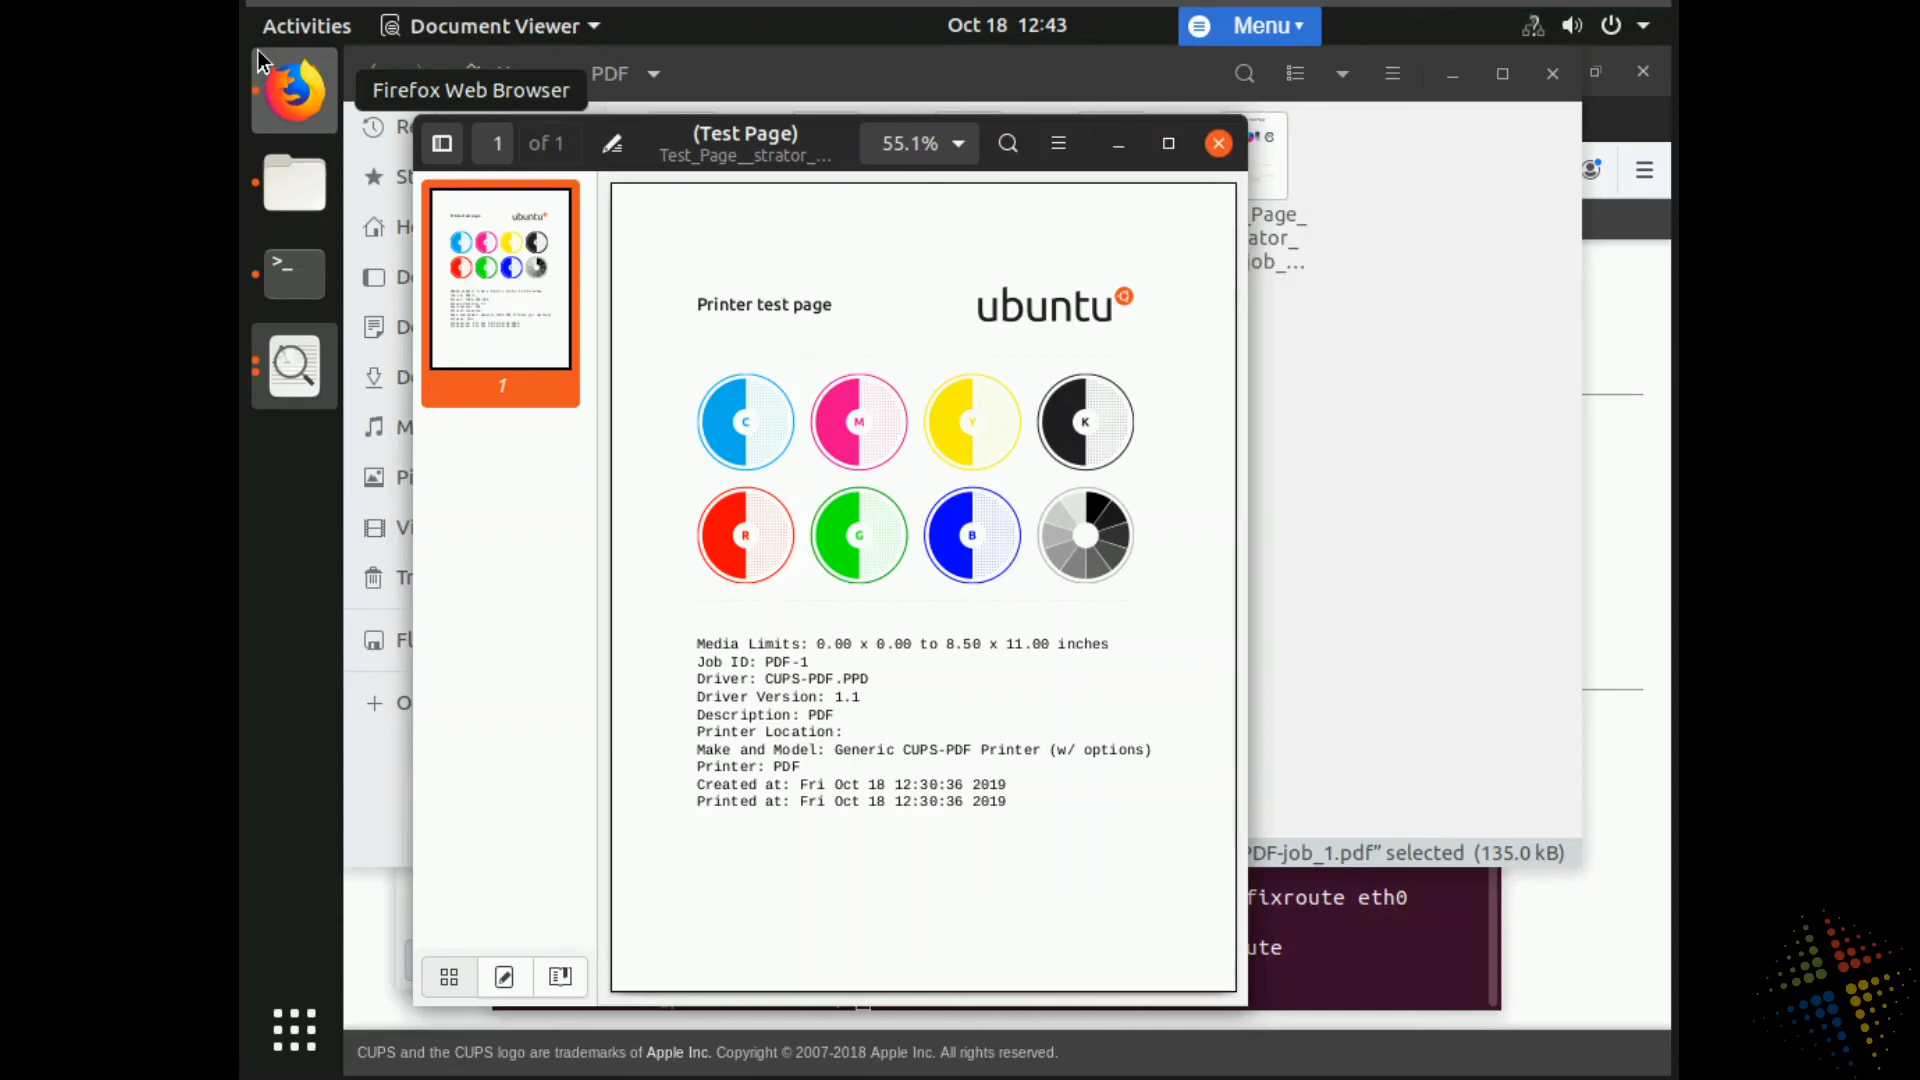 Activities
Document Viewer
Oct 18 12:43
Menu
PDF
Firefox Web Browser
1 of 1
(Test Page)
Test_Page__strator_...
55.1%
_Page_
ator_
job_...
1
Printer test page
ubuntu
C
M
Y
K
R
G
B
Media Limits: 0.00 x 0.00 to 8.50 x 11.00 inches
Job ID: PDF-1
Driver: CUPS-PDF.PPD
Driver Version: 1.1
Description: PDF
Printer Location:
Make and Model: Generic CUPS-PDF Printer (w/ options)
Printer: PDF
Created at: Fri Oct 18 12:30:36 2019
Printed at: Fri Oct 18 12:30:36 2019
PDF-job_1.pdf” selected (135.0 kB)
fixroute eth0
ute
CUPS and the CUPS logo are trademarks of Apple Inc. Copyright © 2007-2018 Apple Inc. All rights reserved.